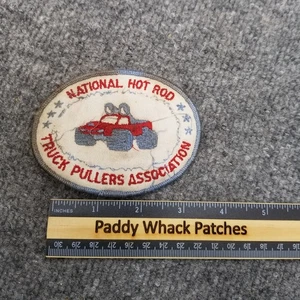 NATIONAL HOT ROD
TRUCK PULLERS ASSOCIATION
INCHES 1 2 3 4 5
Paddy Whack Patches